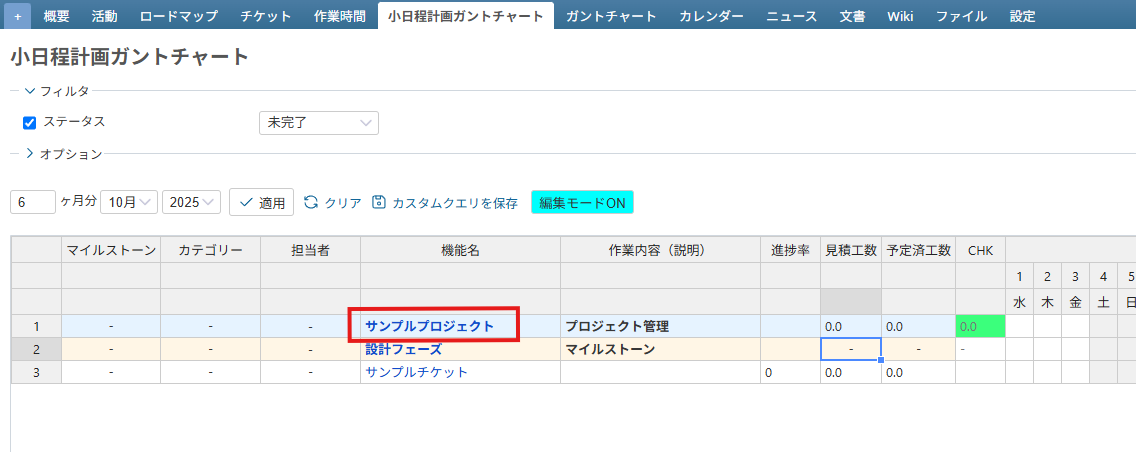 + 概要 活動 ロードマップ チケット 作業時間 小日程計画ガントチャート ガントチャート カレンダー ニュース 文書 Wiki ファイル 設定
小日程計画ガントチャート
フィルタ
ステータス 未完了
オプション
6 ヶ月分 10月 2025 適用 クリア カスタムクエリを保存 編集モードON
マイルストーン カテゴリー 担当者 機能名 作業内容（説明） 進捗率 見積工数 予定済工数 CHK
1 2 3 4 5
水 木 金 土 日
1 - - - サンプルプロジェクト プロジェクト管理 0.0 0.0 0.0
2 - - - 設計フェーズ マイルストーン - - -
3 - - - サンプルチケット 0 0.0 0.0